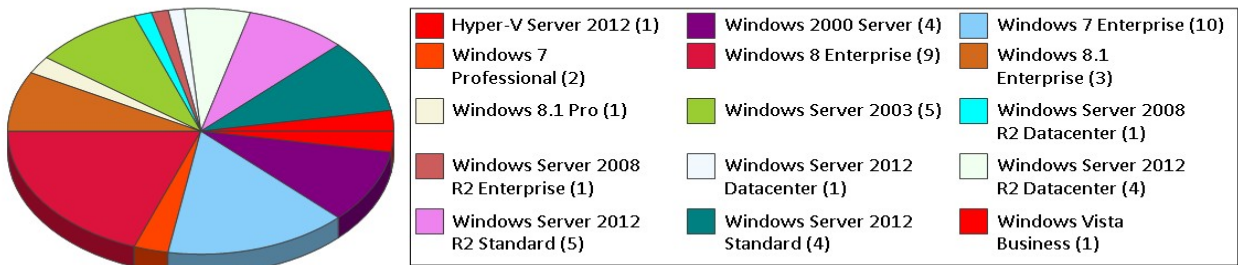 Hyper-V Server 2012 (1)
Windows 2000 Server (4)
Windows 7 Enterprise (10)
Windows 7
Professional (2)
Windows 8 Enterprise (9)
Windows 8.1
Enterprise (3)
Windows 8.1 Pro (1)
Windows Server 2003 (5)
Windows Server 2008
R2 Datacenter (1)
Windows Server 2008
R2 Enterprise (1)
Windows Server 2012
Datacenter (1)
Windows Server 2012
R2 Datacenter (4)
Windows Server 2012
R2 Standard (5)
Windows Server 2012
Standard (4)
Windows Vista
Business (1)